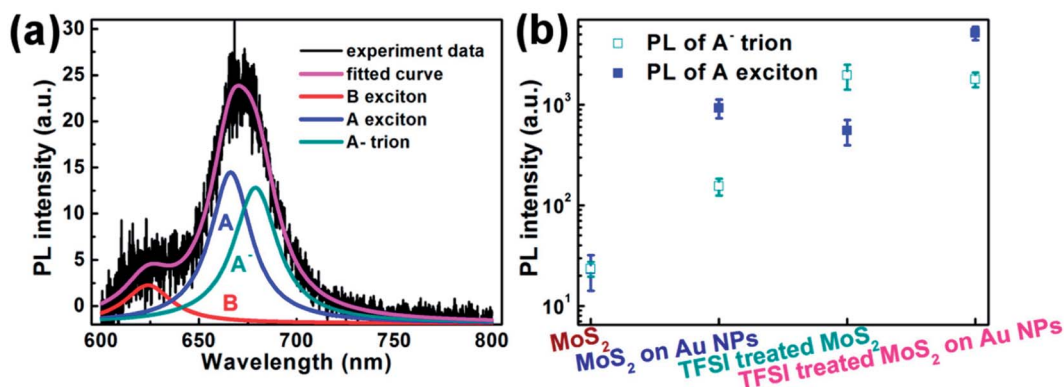 (a)
30
25
20
15
10
5
0
PL intensity (a.u.)
experiment data
fitted curve
B exciton
A exciton
A- trion
A
A⁻
B
600
650
700
750
800
Wavelength (nm)
(b)
10³
10²
10¹
PL intensity (a.u.)
PL of A⁻ trion
PL of A exciton
MoS₂
MoS₂ on Au NPs
TFSI treated MoS₂
TFSI treated MoS₂ on Au NPs